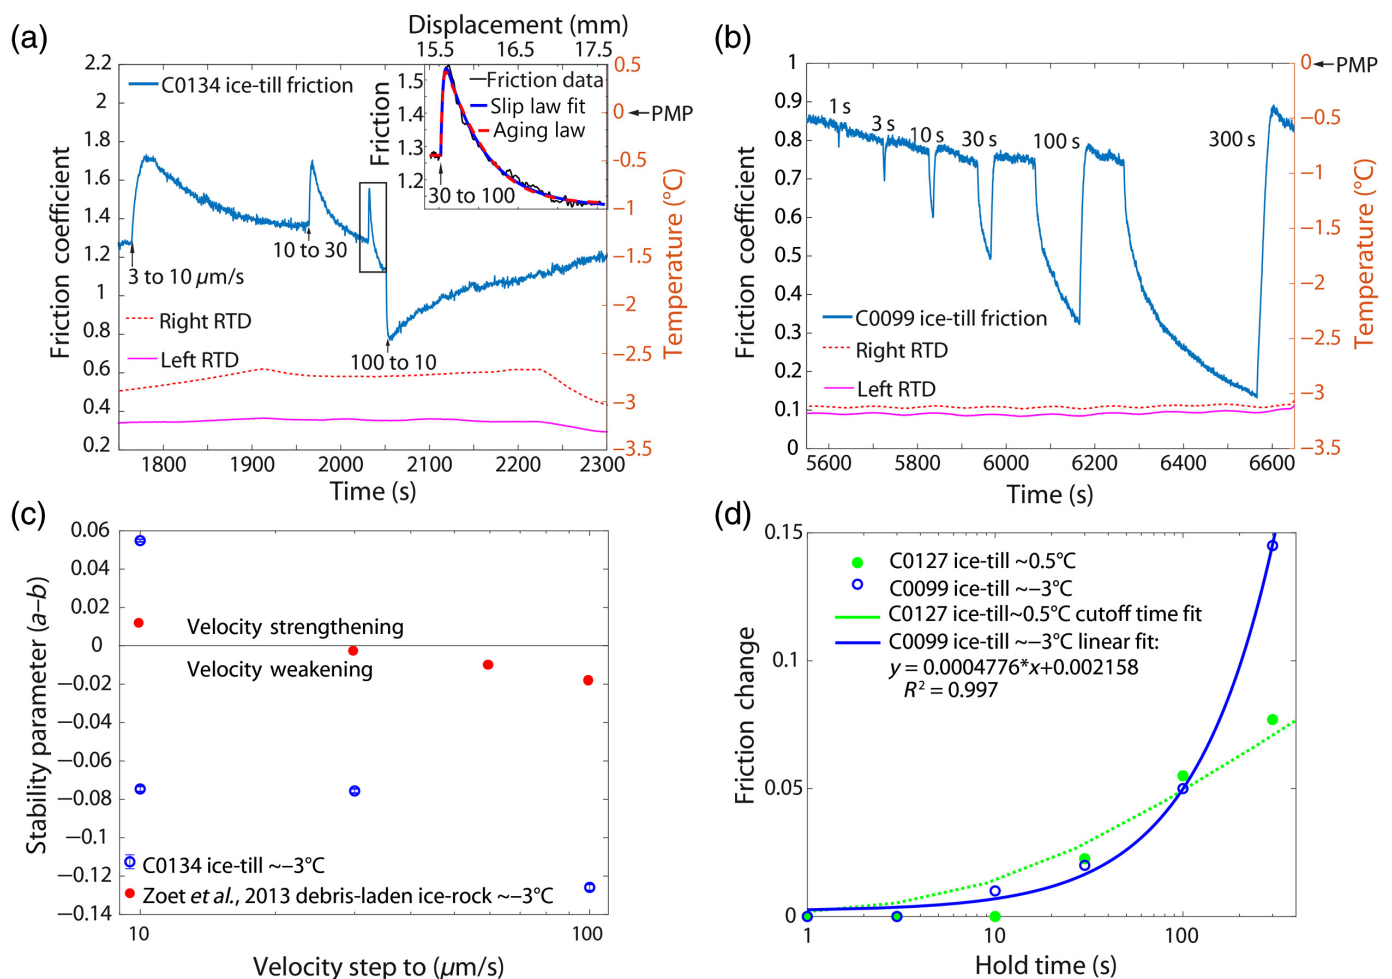 (a)
Displacement (mm)
15.5 16.5 17.5
2.2
2
1.8
1.6
1.4
1.2
1
0.8
0.6
0.4
0.2
Friction coefficient
C0134 ice-till friction
1.5
1.4
1.3
1.2
Friction
Friction data
Slip law fit
Aging law
30 to 100
0.5
0
−0.5
−1
−1.5
−2
−2.5
−3
−3.5
PMP
Temperature (°C)
3 to 10 µm/s
10 to 30
100 to 10
Right RTD
Left RTD
1800 1900 2000 2100 2200 2300
Time (s)
(b)
1
0.9
0.8
0.7
0.6
0.5
0.4
0.3
0.2
0.1
0
Friction coefficient
1 s
3 s
10 s
30 s
100 s
300 s
C0099 ice-till friction
Right RTD
Left RTD
0
−0.5
−1
−1.5
−2
−2.5
−3
−3.5
PMP
Temperature (°C)
5600 5800 6000 6200 6400 6600
Time (s)
(c)
0.06
0.04
0.02
0
−0.02
−0.04
−0.06
−0.08
−0.1
−0.12
−0.14
Stability parameter (a–b)
Velocity strengthening
Velocity weakening
C0134 ice-till ~−3°C
Zoet et al., 2013 debris-laden ice-rock ~−3°C
10 100
Velocity step to (µm/s)
(d)
0.15
0.1
0.05
0
Friction change
C0127 ice-till ~0.5°C
C0099 ice-till ~−3°C
C0127 ice-till~0.5°C cutoff time fit
C0099 ice-till ~−3°C linear fit:
y = 0.0004776*x+0.002158
R² = 0.997
1 10 100
Hold time (s)